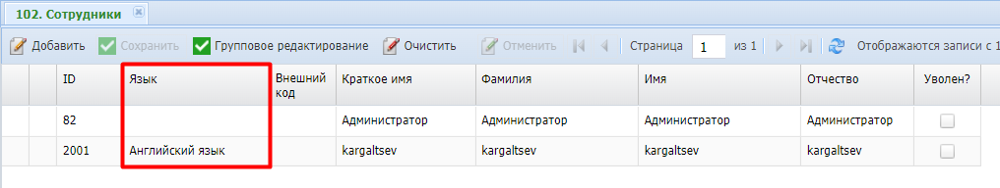 102. Сотрудники
Добавить Сохранить Групповое редактирование Очистить Отменить Страница 1 из 1 Отображаются записи с 1
ID Язык Внешний код Краткое имя Фамилия Имя Отчество Уволен?
82 Администратор Администратор Администратор Администратор
2001 Английский язык kargaltsev kargaltsev kargaltsev kargaltsev